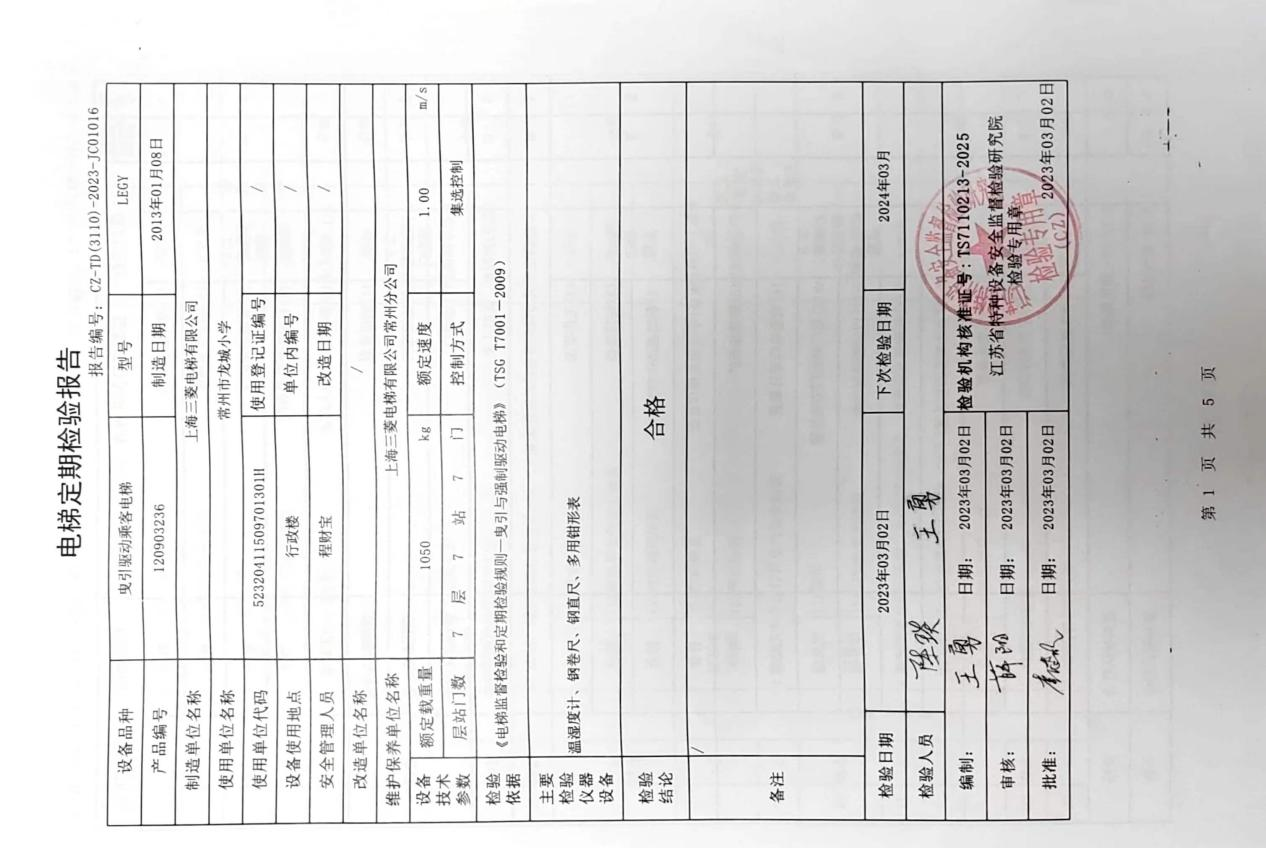 电梯定期检验报告
报告编号：CZ-TD(3110)-2023-JC01016
设备品种 曳引驱动乘客电梯 型号 LEGY
产品编号 120903236 制造日期 2013年01月08日
制造单位名称 上海三菱电梯有限公司
使用单位名称 常州市龙城小学
使用单位代码 52320411509701301H 使用登记证编号 /
设备使用地点 行政楼 单位内编号 /
安全管理人员 程财宝 改造日期 /
改造单位名称 /
维护保养单位名称 上海三菱电梯有限公司常州分公司
设备技术参数 额定载重量 1050 kg 额定速度 1.00 m/s
层站门数 7 层 7 站 7 门 控制方式 集选控制
检验依据 《电梯监督检验和定期检验规则—曳引与强制驱动电梯》（TSG T7001—2009）
主要检验仪器设备 温湿度计、钢卷尺、钢直尺、多用钳形表
检验结论 合格
备注 /
检验日期 2023年03月02日 下次检验日期 2024年03月
检验人员 王勇
编制： 王勇 日期： 2023年03月02日 检验机构核准证号：TS7110213-2025
审核： 日期： 2023年03月02日 江苏省特种设备安全监督检验研究院
检验专用章
批准： 日期： 2023年03月02日 2023年03月02日
检验专用章
(CZ)
第 1 页 共 5 页